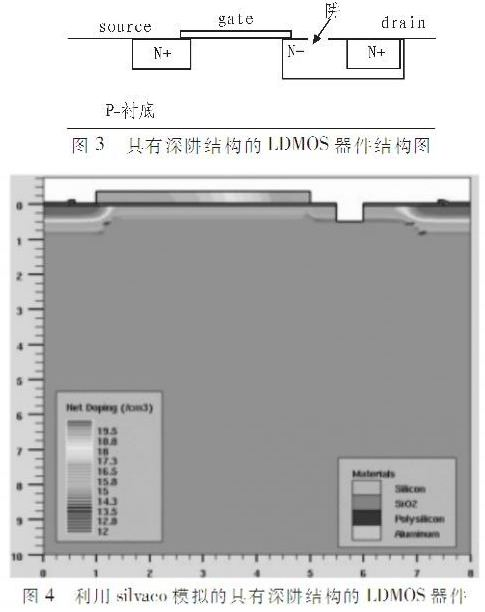 source
gate
阱
drain
N+
N-
N+
P-衬底
图 3 具有深阱结构的 LDMOS 器件结构图
0
1
2
3
4
5
6
7
8
9
10
Net Doping (/cm3)
19.5
18.8
18
17.3
16.5
15.8
15
14.3
13.5
12.8
12
Materials
Silicon
SiO2
Polysilicon
Aluminum
0 1 2 3 4 5 6 7 8
图 4 利用 silvaco 模拟的具有深阱结构的 LDMOS 器件